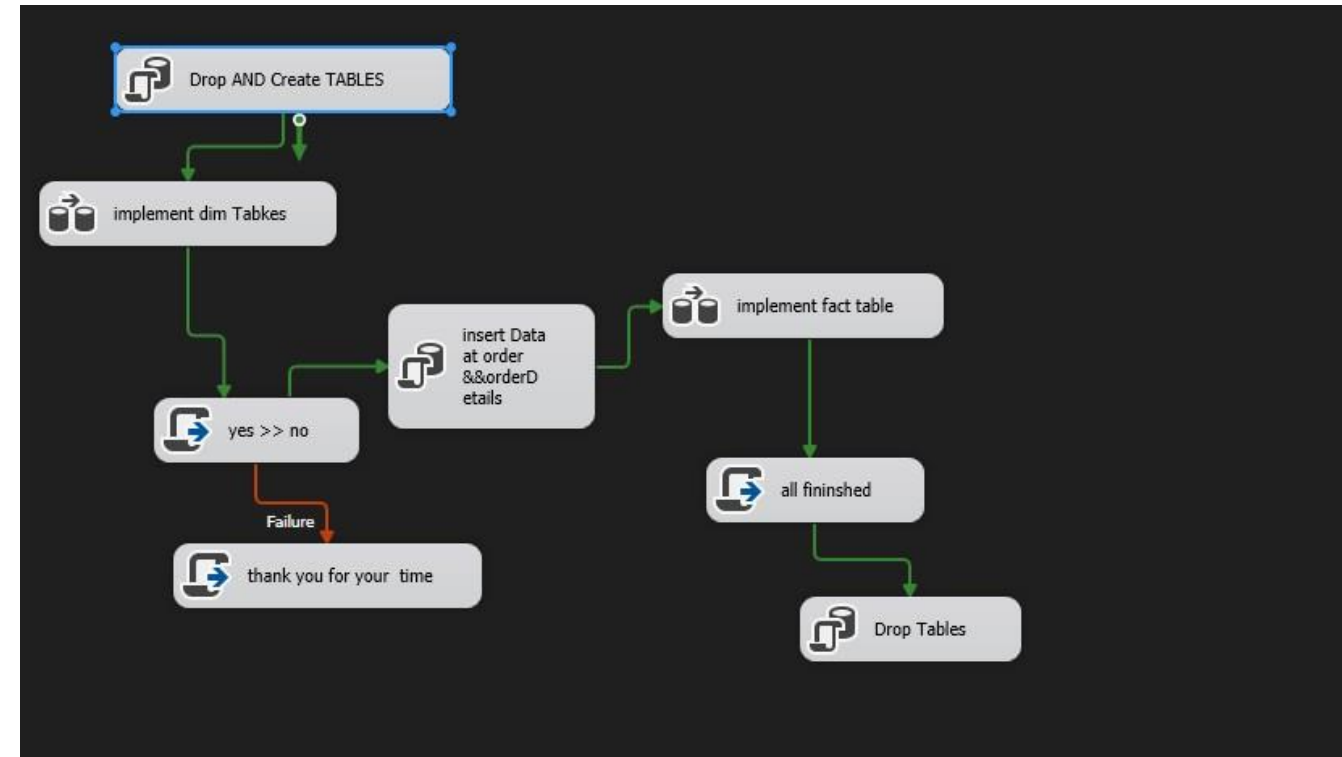 Drop AND Create TABLES
implement dim Tabkes
implement fact table
insert Data
at order
&&orderD
etails
yes >> no
all fininshed
Failure
thank you for your  time
Drop Tables